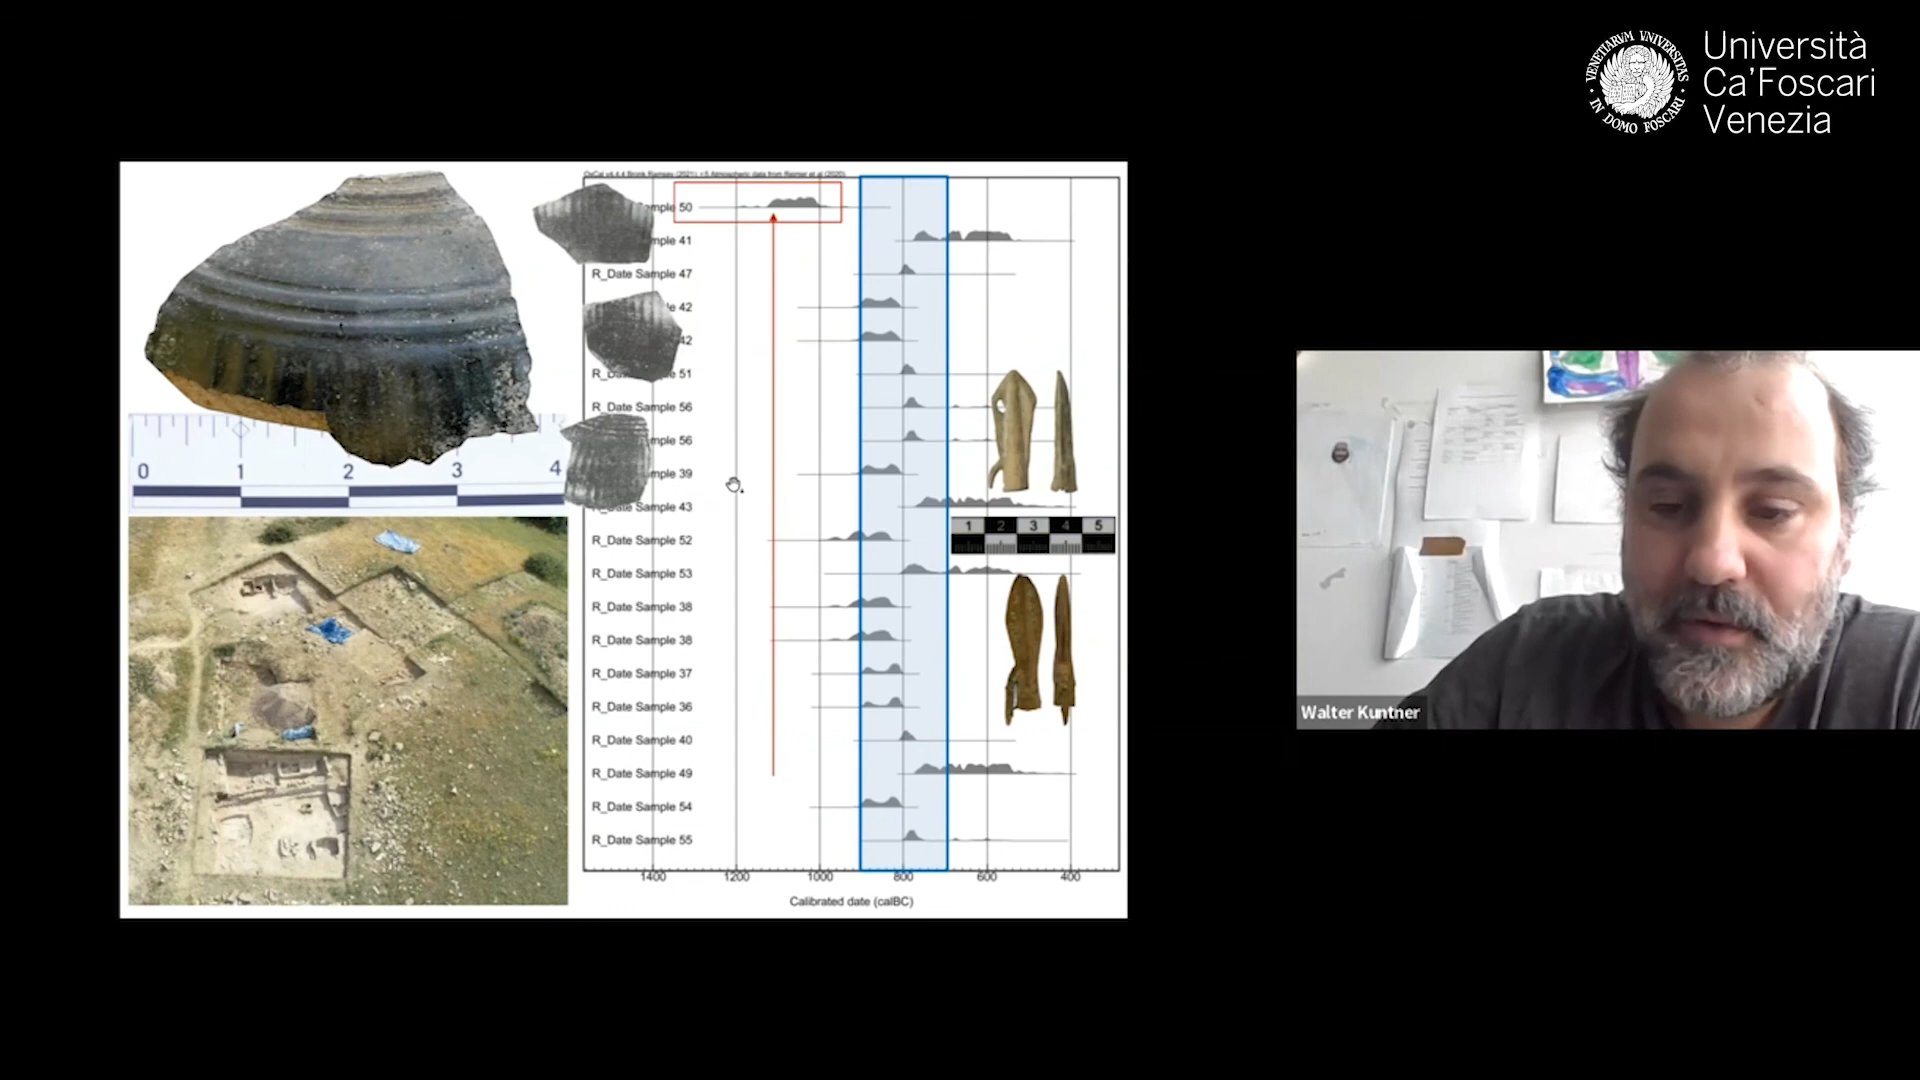 Università
Ca'Foscari
Venezia
VENETIARVM VNIVERSITAS
IN DOMO FOSCARI
OxCal v4.4.4 Bronk Ramsey (2021); r:5 Atmospheric data from Reimer et al (2020)
mple 50
mple 41
R_Date Sample 47
le 42
42
R_Da e 51
R_Date Sample 56
mple 56
mple 39
ate Sample 43
R_Date Sample 52
R_Date Sample 53
R_Date Sample 38
R_Date Sample 38
R_Date Sample 37
R_Date Sample 36
R_Date Sample 40
R_Date Sample 49
R_Date Sample 54
R_Date Sample 55
1400 1200 1000 800 600 400
Calibrated date (calBC)
0 1 2 3 4
1 2 3 4 5
Walter Kuntner